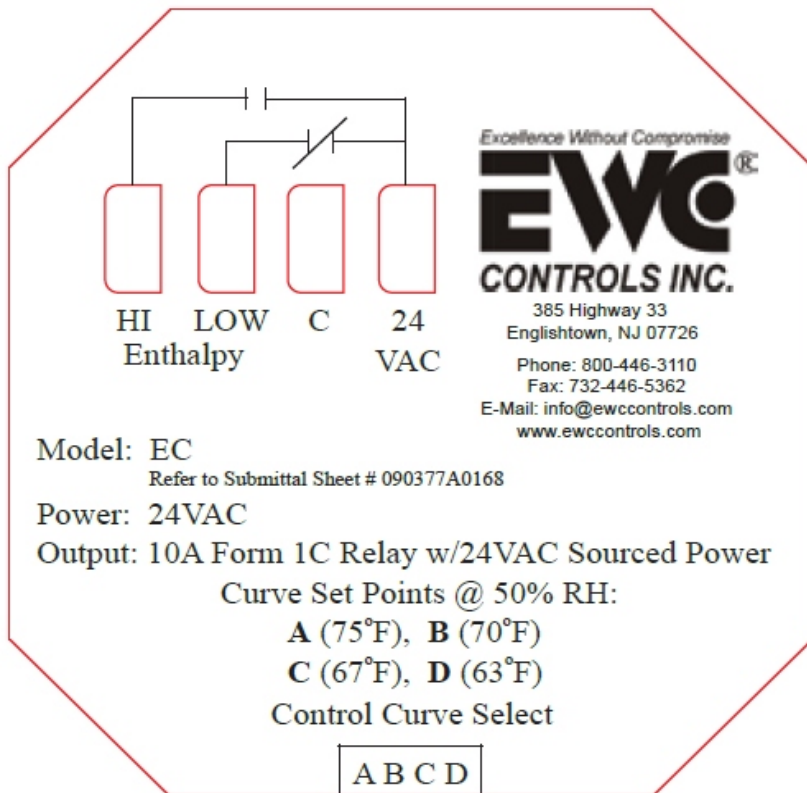 HI LOW C 24
Enthalpy VAC
Excellence Without Compromise
EWC®
CONTROLS INC.
385 Highway 33
Englishtown, NJ 07726
Phone: 800-446-3110
Fax: 732-446-5362
E-Mail: info@ewccontrols.com
www.ewccontrols.com
Model: EC
Refer to Submittal Sheet # 090377A0168
Power: 24VAC
Output: 10A Form 1C Relay w/24VAC Sourced Power
Curve Set Points @ 50% RH:
A (75°F), B (70°F)
C (67°F), D (63°F)
Control Curve Select
A B C D